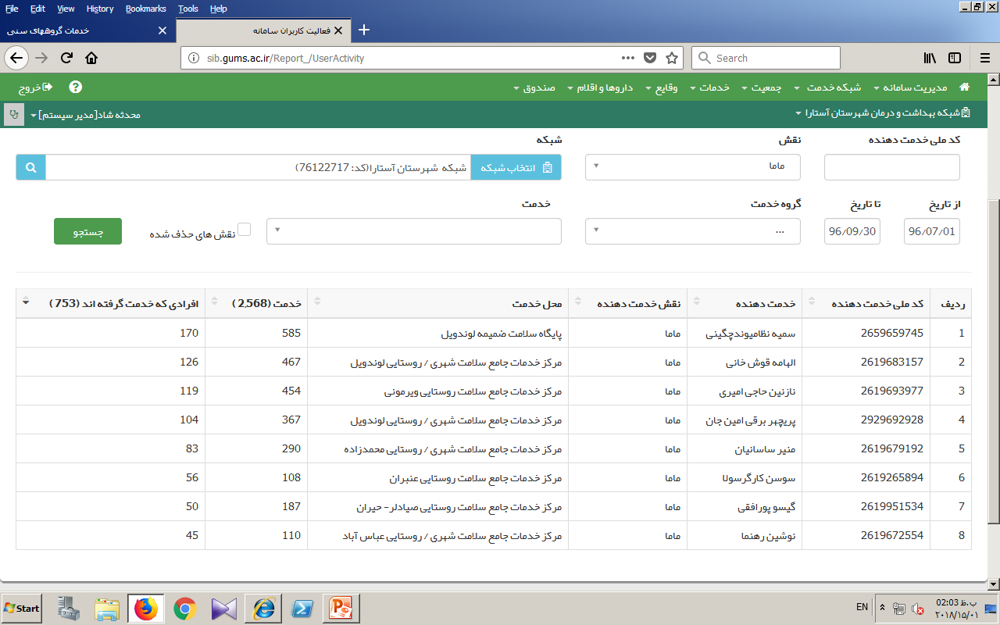 File Edit View History Bookmarks Tools Help
خدمات گروههای سنی
فعالیت کاربران سامانه
sib.gums.ac.ir/Report_/UserActivity
Search
مدیریت سامانه شبکه خدمت جمعیت خدمات وقایع داروها و اقلام صندوق ? خروج
شبکه بهداشت و درمان شهرستان آستارا محدثه شاد[مدیر سیستم]
کد ملی خدمت دهنده نقش شبکه
ماما انتخاب شبکه شبکه شهرستان آستارا(کد: 76122717)
از تاریخ تا تاریخ گروه خدمت خدمت
96/07/01 96/09/30 ... نقش های حذف شده جستجو
ردیف کد ملی خدمت دهنده خدمت دهنده نقش خدمت دهنده محل خدمت خدمت (2,568 ) افرادی که خدمت گرفته اند (753 )
1 2659659745 سمیه نظامیوندچگینی ماما پایگاه سلامت ضمیمه لوندویل 585 170
2 2619683157 الهامه قوش خانی ماما مرکز خدمات جامع سلامت شهری / روستایی لوندویل 467 126
3 2619693977 نازنین حاجی امیری ماما مرکز خدمات جامع سلامت روستایی ویرمونی 454 119
4 2929692928 پریچهر برقی امین جان ماما مرکز خدمات جامع سلامت شهری / روستایی لوندویل 367 104
5 2619679192 منیر ساسانیان ماما مرکز خدمات جامع سلامت شهری / روستایی محمدزاده 290 83
6 2619265894 سوسن کارگرسولا ماما مرکز خدمات جامع سلامت روستایی عنبران 108 56
7 2619951534 گیسو پورافقی ماما مرکز خدمات جامع سلامت روستایی صیادلر- حیران 187 50
8 2619672554 نوشین رهنما ماما مرکز خدمات جامع سلامت شهری / روستایی عباس آباد 110 45
Start EN 02:03 ب.ظ
۲۰۱۸/۱۵/۰۱